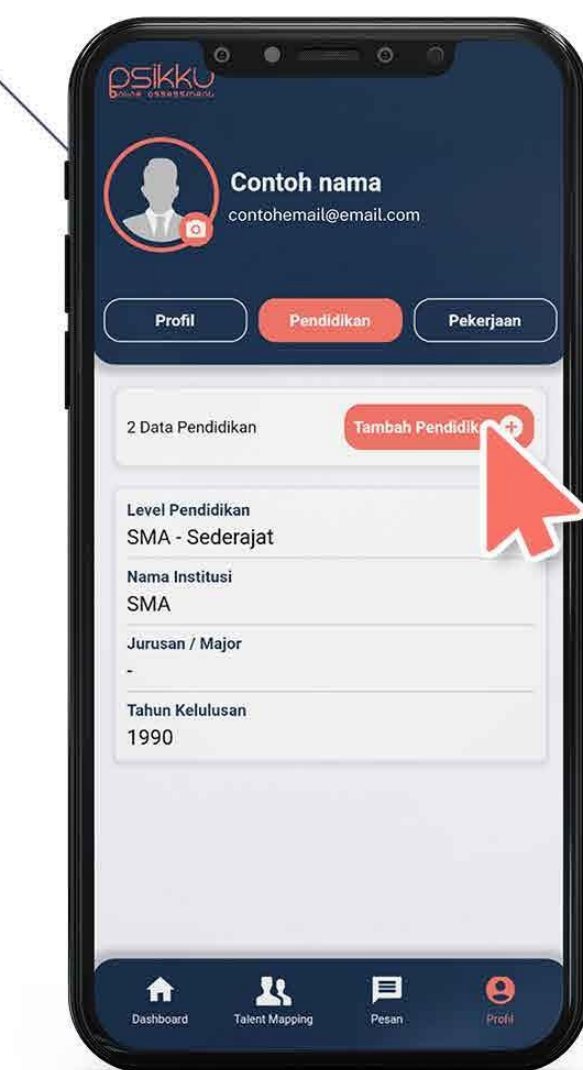 psikku
Online assessment
Contoh nama
contohemail@email.com
Profil
Pendidikan
Pekerjaan
2 Data Pendidikan
Tambah Pendidik
Level Pendidikan
SMA - Sederajat
Nama Institusi
SMA
Jurusan / Major
-
Tahun Kelulusan
1990
Dashboard
Talent Mapping
Pesan
Profil